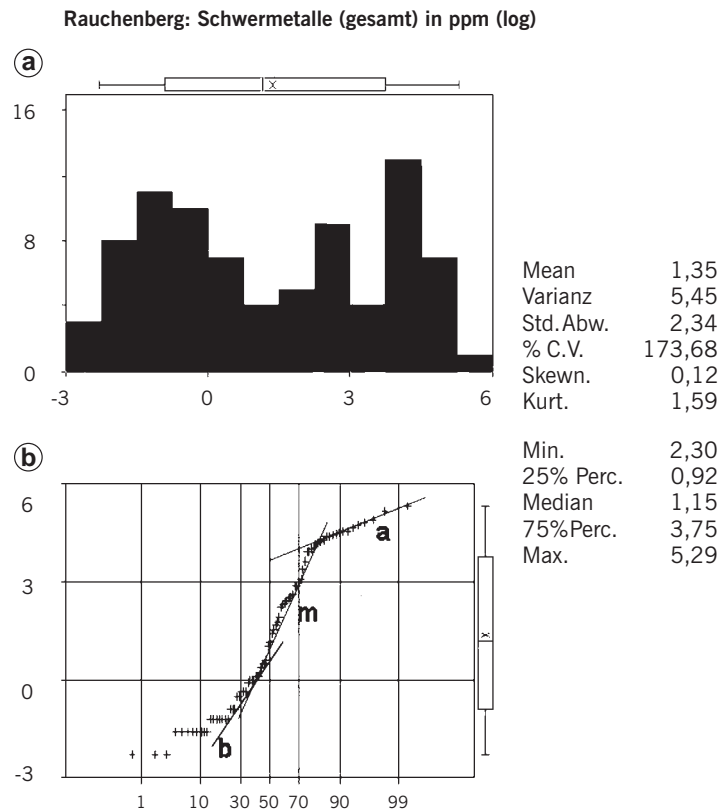 Rauchenberg: Schwermetalle (gesamt) in ppm (log)
a
16
8
0
-3 0 3 6
Mean 1,35
Varianz 5,45
Std.Abw. 2,34
% C.V. 173,68
Skewn. 0,12
Kurt. 1,59
Min. 2,30
25% Perc. 0,92
Median 1,15
75%Perc. 3,75
Max. 5,29
b
6
3
0
-3
a
m
b
1 10 30 50 70 90 99